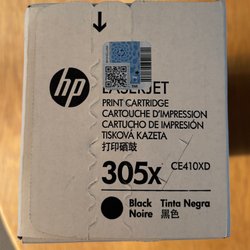 hp
LASERJET
PRINT CARTRIDGE
CARTOUCHE D'IMPRESSION
CARTUCHO DE IMPRESIÓN
TISKOVÁ KAZETA
打印硒鼓
305x CE410XD
Black Tinta Negra
Noire 黑色